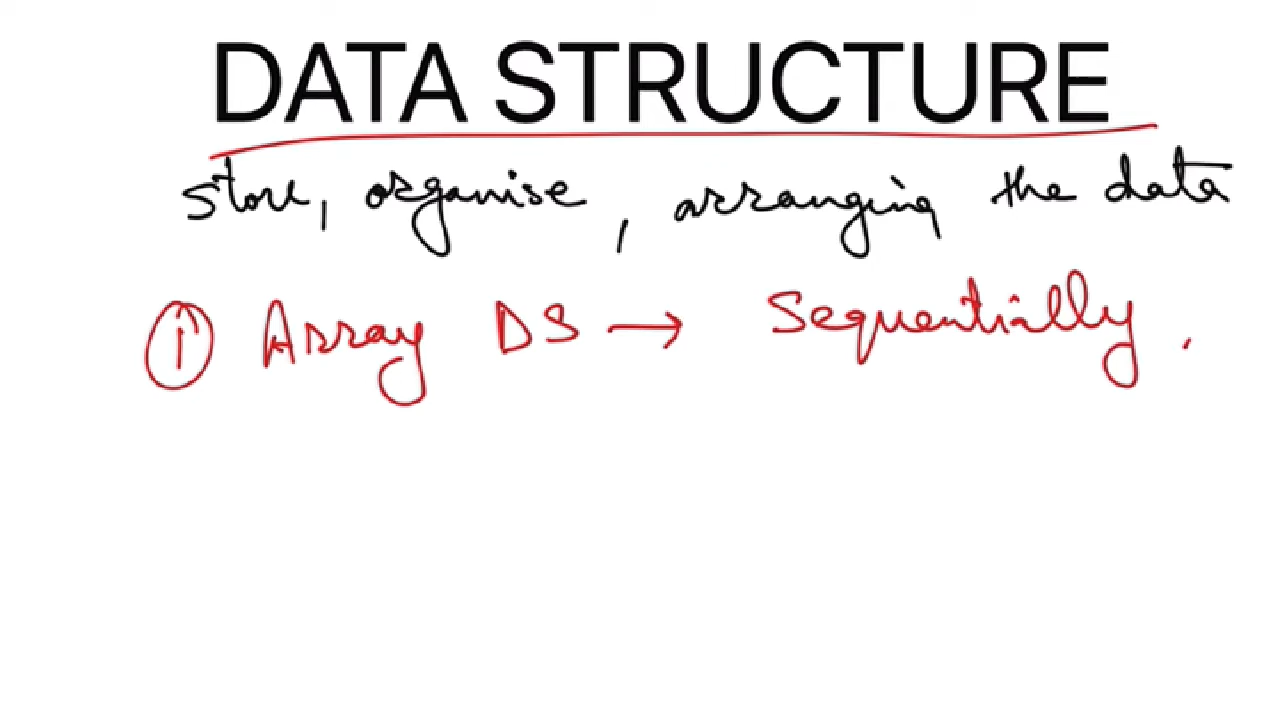 DATA STRUCTURE
store, organise, arranging the data
① Array DS → Sequentially.